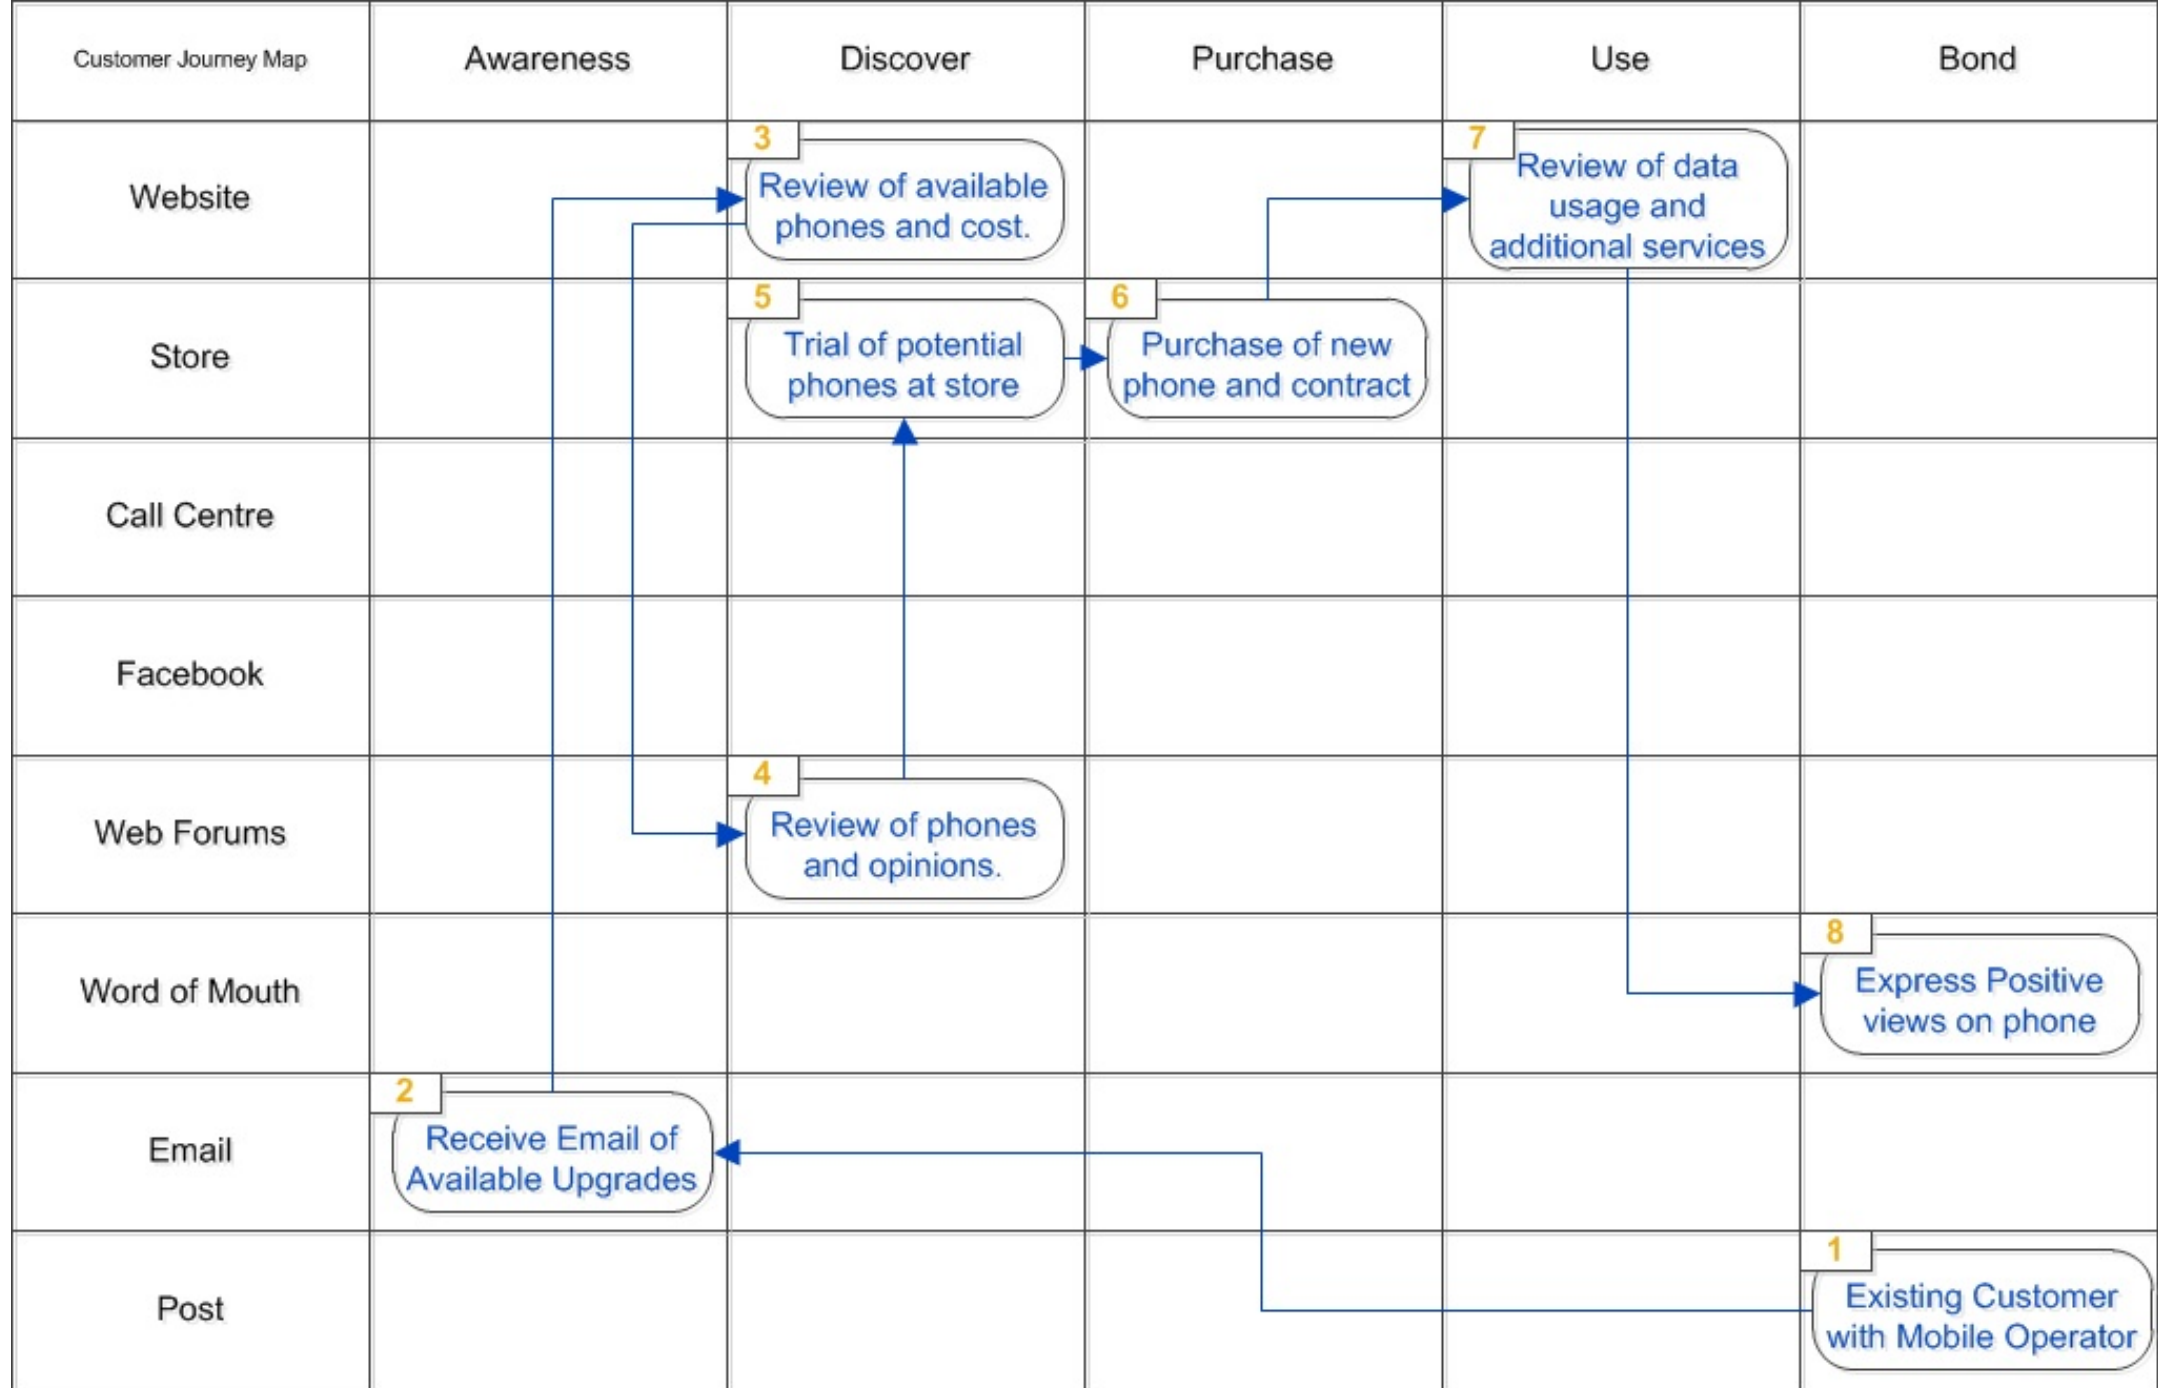 Customer Journey Map
Awareness
Discover
Purchase
Use
Bond
Website
3
Review of available
phones and cost.
7
Review of data
usage and
additional services
Store
5
Trial of potential
phones at store
6
Purchase of new
phone and contract
Call Centre
Facebook
Web Forums
4
Review of phones
and opinions.
Word of Mouth
8
Express Positive
views on phone
Email
2
Receive Email of
Available Upgrades
Post
1
Existing Customer
with Mobile Operator